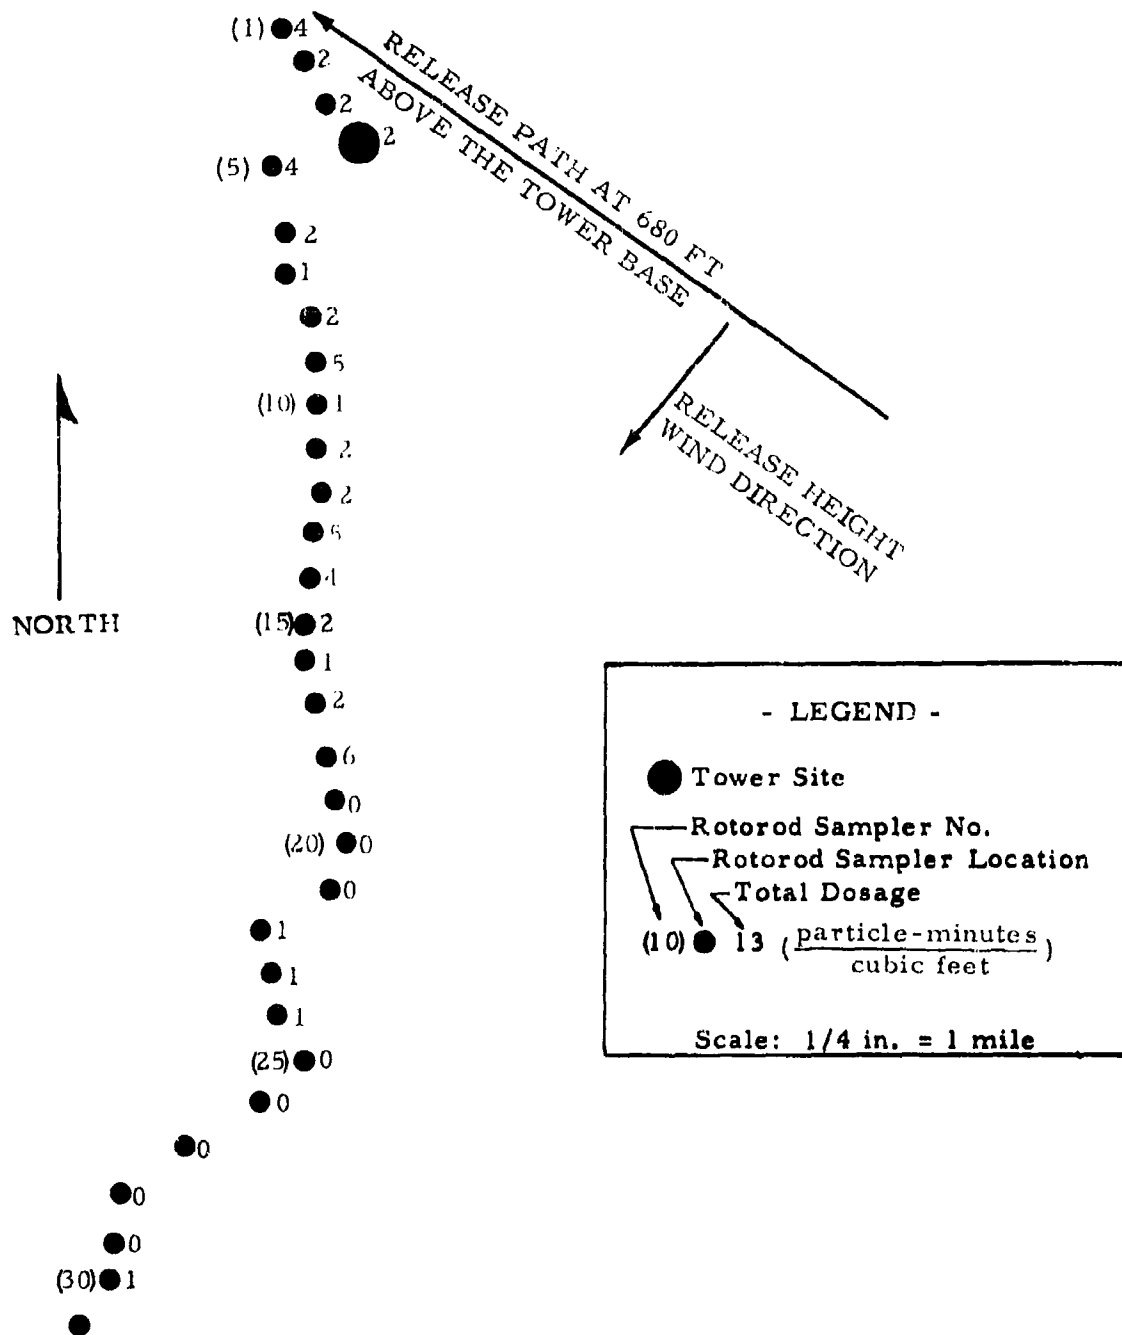 (1) 4
2
2
2
(5) 4
2
1
2
5
(10) 1
2
2
(15) 2
1
2
6
0
(20) 0
0
1
1
1
(25) 0
0
0
0
0
(30) 1
RELEASE PATH AT 680 FT
ABOVE THE TOWER BASE
RELEASE HEIGHT
WIND DIRECTION
NORTH
- LEGEND -
Tower Site
Rotorod Sampler No.
Rotorod Sampler Location
Total Dosage
(10) 13 (particle-minutes
cubic feet)
Scale: 1/4 in. = 1 mile